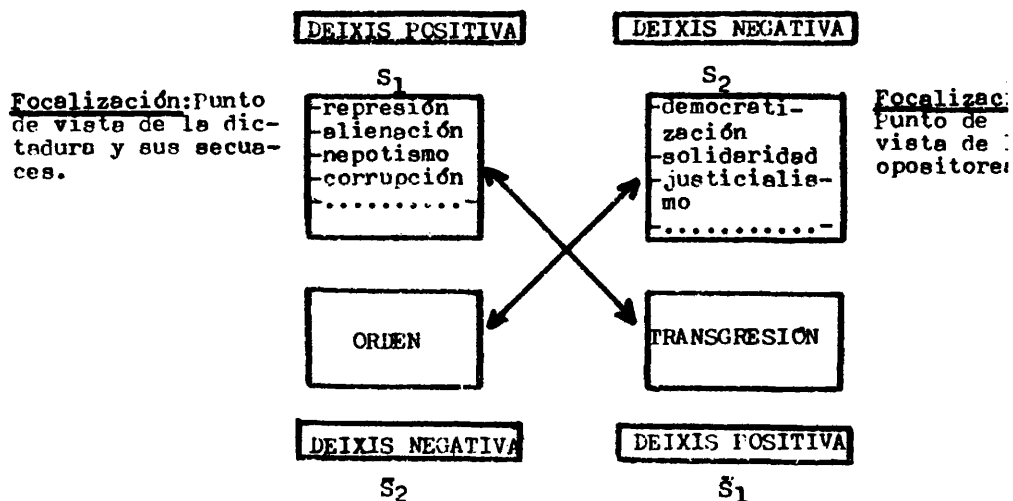 DEIXIS POSITIVA
DEIXIS NEGATIVA
S1
S2
Focalización:Punto
de vista de la dic-
tadura y sus secua-
ces.
-represión
-alienación
-nepotismo
-corrupción
-...........-
-democrati-
zación
-solidaridad
-justicialis-
mo
-...........-
Focalizac
Punto de
vista de
opositore
ORDEN
TRANSGRESIÓN
DEIXIS NEGATIVA
DEIXIS POSITIVA
S̄2
S̄1